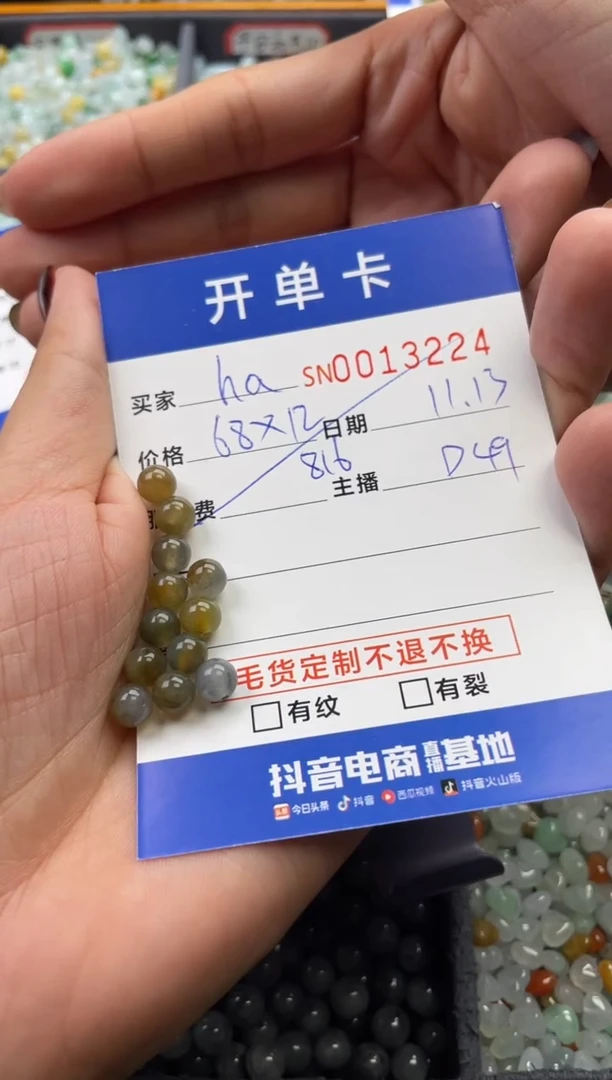 开单卡
买家 ha SN0013224
价格 68×12 日期 11.13
费 816 主播 D49
毛货定制不退不换
有纹 有裂
抖音电商直播基地
今日头条 抖音 西瓜视频 抖音火山版